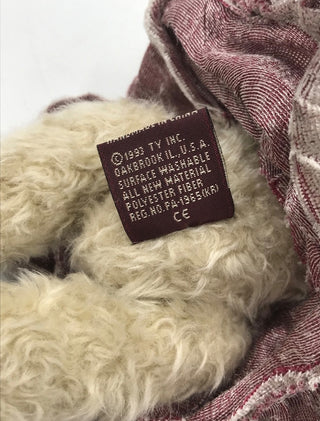 ©1993 TY INC.
OAKBROOK IL., U.S.A.
SURFACE WASHABLE
ALL NEW MATERIAL
POLYESTER FIBER
REG.NO.PA-1965(KR)
CE